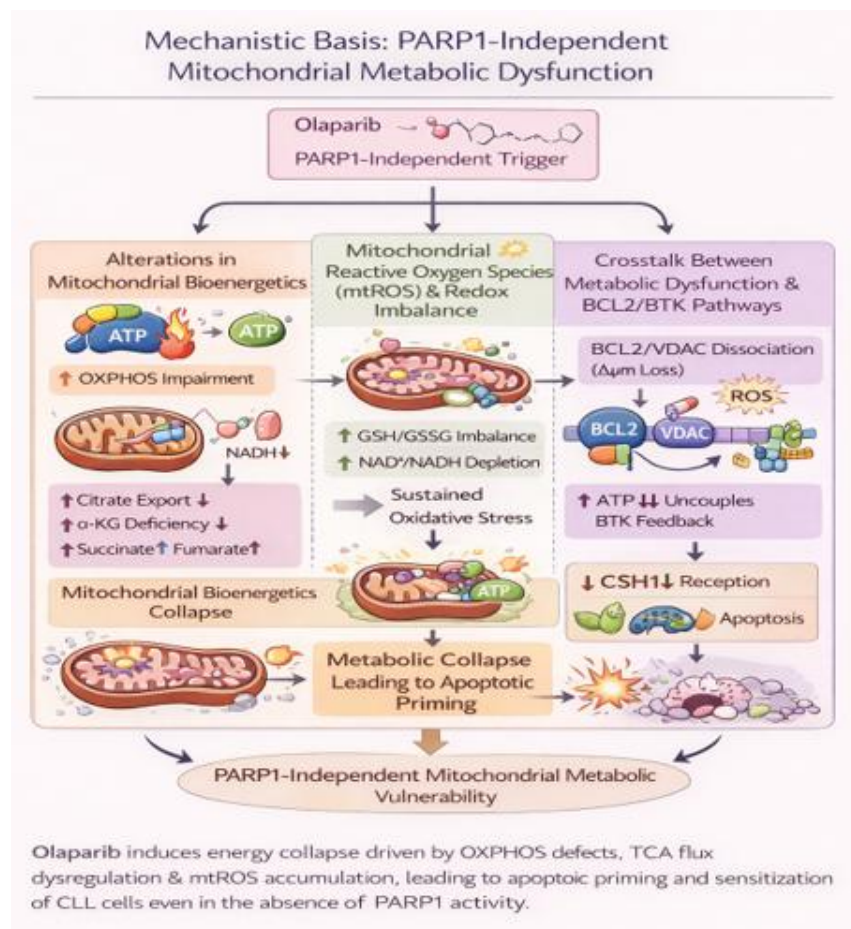 Mechanistic Basis: PARP1-Independent
Mitochondrial Metabolic Dysfunction
Olaparib
PARP1-Independent Trigger
Alterations in
Mitochondrial Bioenergetics
ATP
ATP
↑ OXPHOS Impairment
NADH↓
↑ Citrate Export ↓
↑ α-KG Deficiency ↓
↑ Succinate↑ Fumarate↑
Mitochondrial Bioenergetics
Collapse
Mitochondrial
Reactive Oxygen Species
(mtROS) & Redox
Imbalance
↑ GSH/GSSG Imbalance
↑ NAD⁺/NADH Depletion
Sustained
Oxidative Stress
ATP
Metabolic Collapse
Leading to Apoptotic
Priming
Crosstalk Between
Metabolic Dysfunction &
BCL2/BTK Pathways
BCL2/VDAC Dissociation
(Δμm Loss)
ROS
BCL2
VDAC
↑ ATP↓↓ Uncouples
BTK Feedback
↓ CSH1↓ Reception
Apoptosis
PARP1-Independent Mitochondrial Metabolic
Vulnerability
Olaparib induces energy collapse driven by OXPHOS defects, TCA flux
dysregulation & mtROS accumulation, leading to apoptoic priming and sensitization
of CLL cells even in the absence of PARP1 activity.